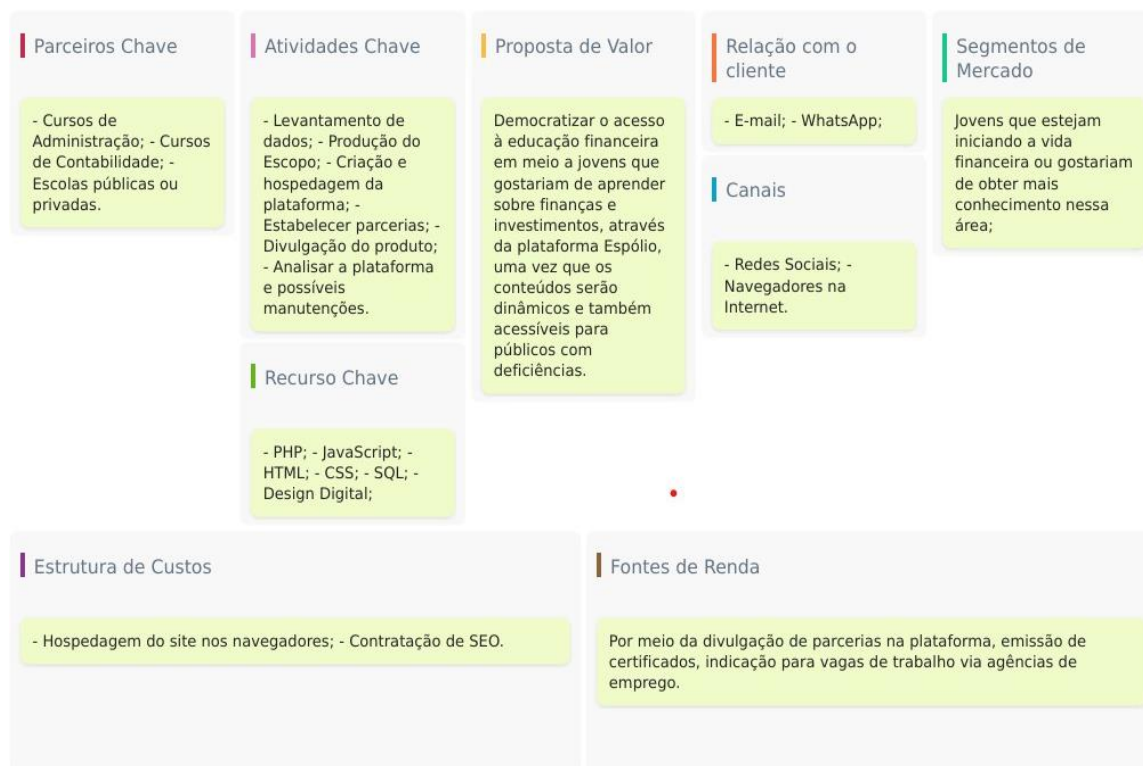 Parceiros Chave
- Cursos de
Administração; - Cursos
de Contabilidade; -
Escolas públicas ou
privadas.
Atividades Chave
- Levantamento de
dados; - Produção do
Escopo; - Criação e
hospedagem da
plataforma; -
Estabelecer parcerias; -
Divulgação do produto;
- Analisar a plataforma
e possíveis
manutenções.
Recurso Chave
- PHP; - JavaScript; -
HTML; - CSS; - SQL; -
Design Digital;
Proposta de Valor
Democratizar o acesso
à educação financeira
em meio a jovens que
gostariam de aprender
sobre finanças e
investimentos, através
da plataforma Espólio,
uma vez que os
conteúdos serão
dinâmicos e também
acessíveis para
públicos com
deficiências.
Relação com o
cliente
- E-mail; - WhatsApp;
Canais
- Redes Sociais; -
Navegadores na
Internet.
Segmentos de
Mercado
Jovens que estejam
iniciando a vida
financeira ou gostariam
de obter mais
conhecimento nessa
área;
Estrutura de Custos
- Hospedagem do site nos navegadores; - Contratação de SEO.
Fontes de Renda
Por meio da divulgação de parcerias na plataforma, emissão de
certificados, indicação para vagas de trabalho via agências de
emprego.